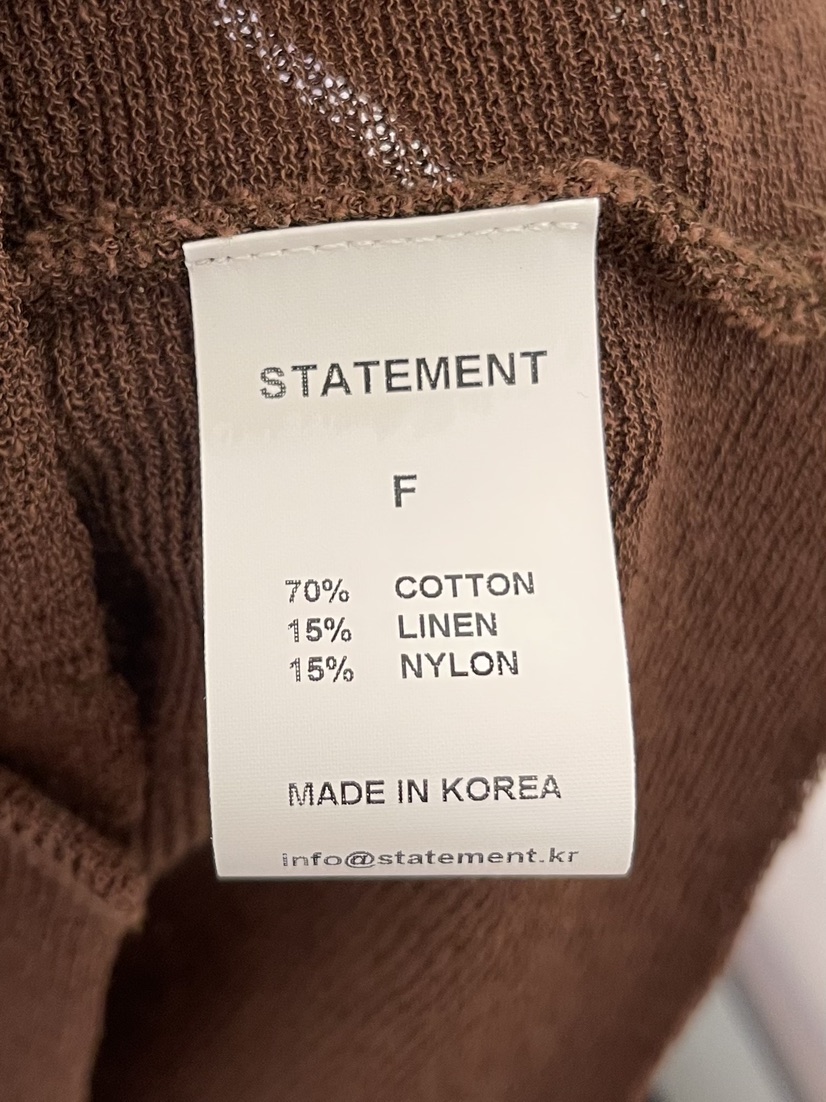 STATEMENT
F
70% COTTON
15% LINEN
15% NYLON
MADE IN KOREA
info@statement.kr